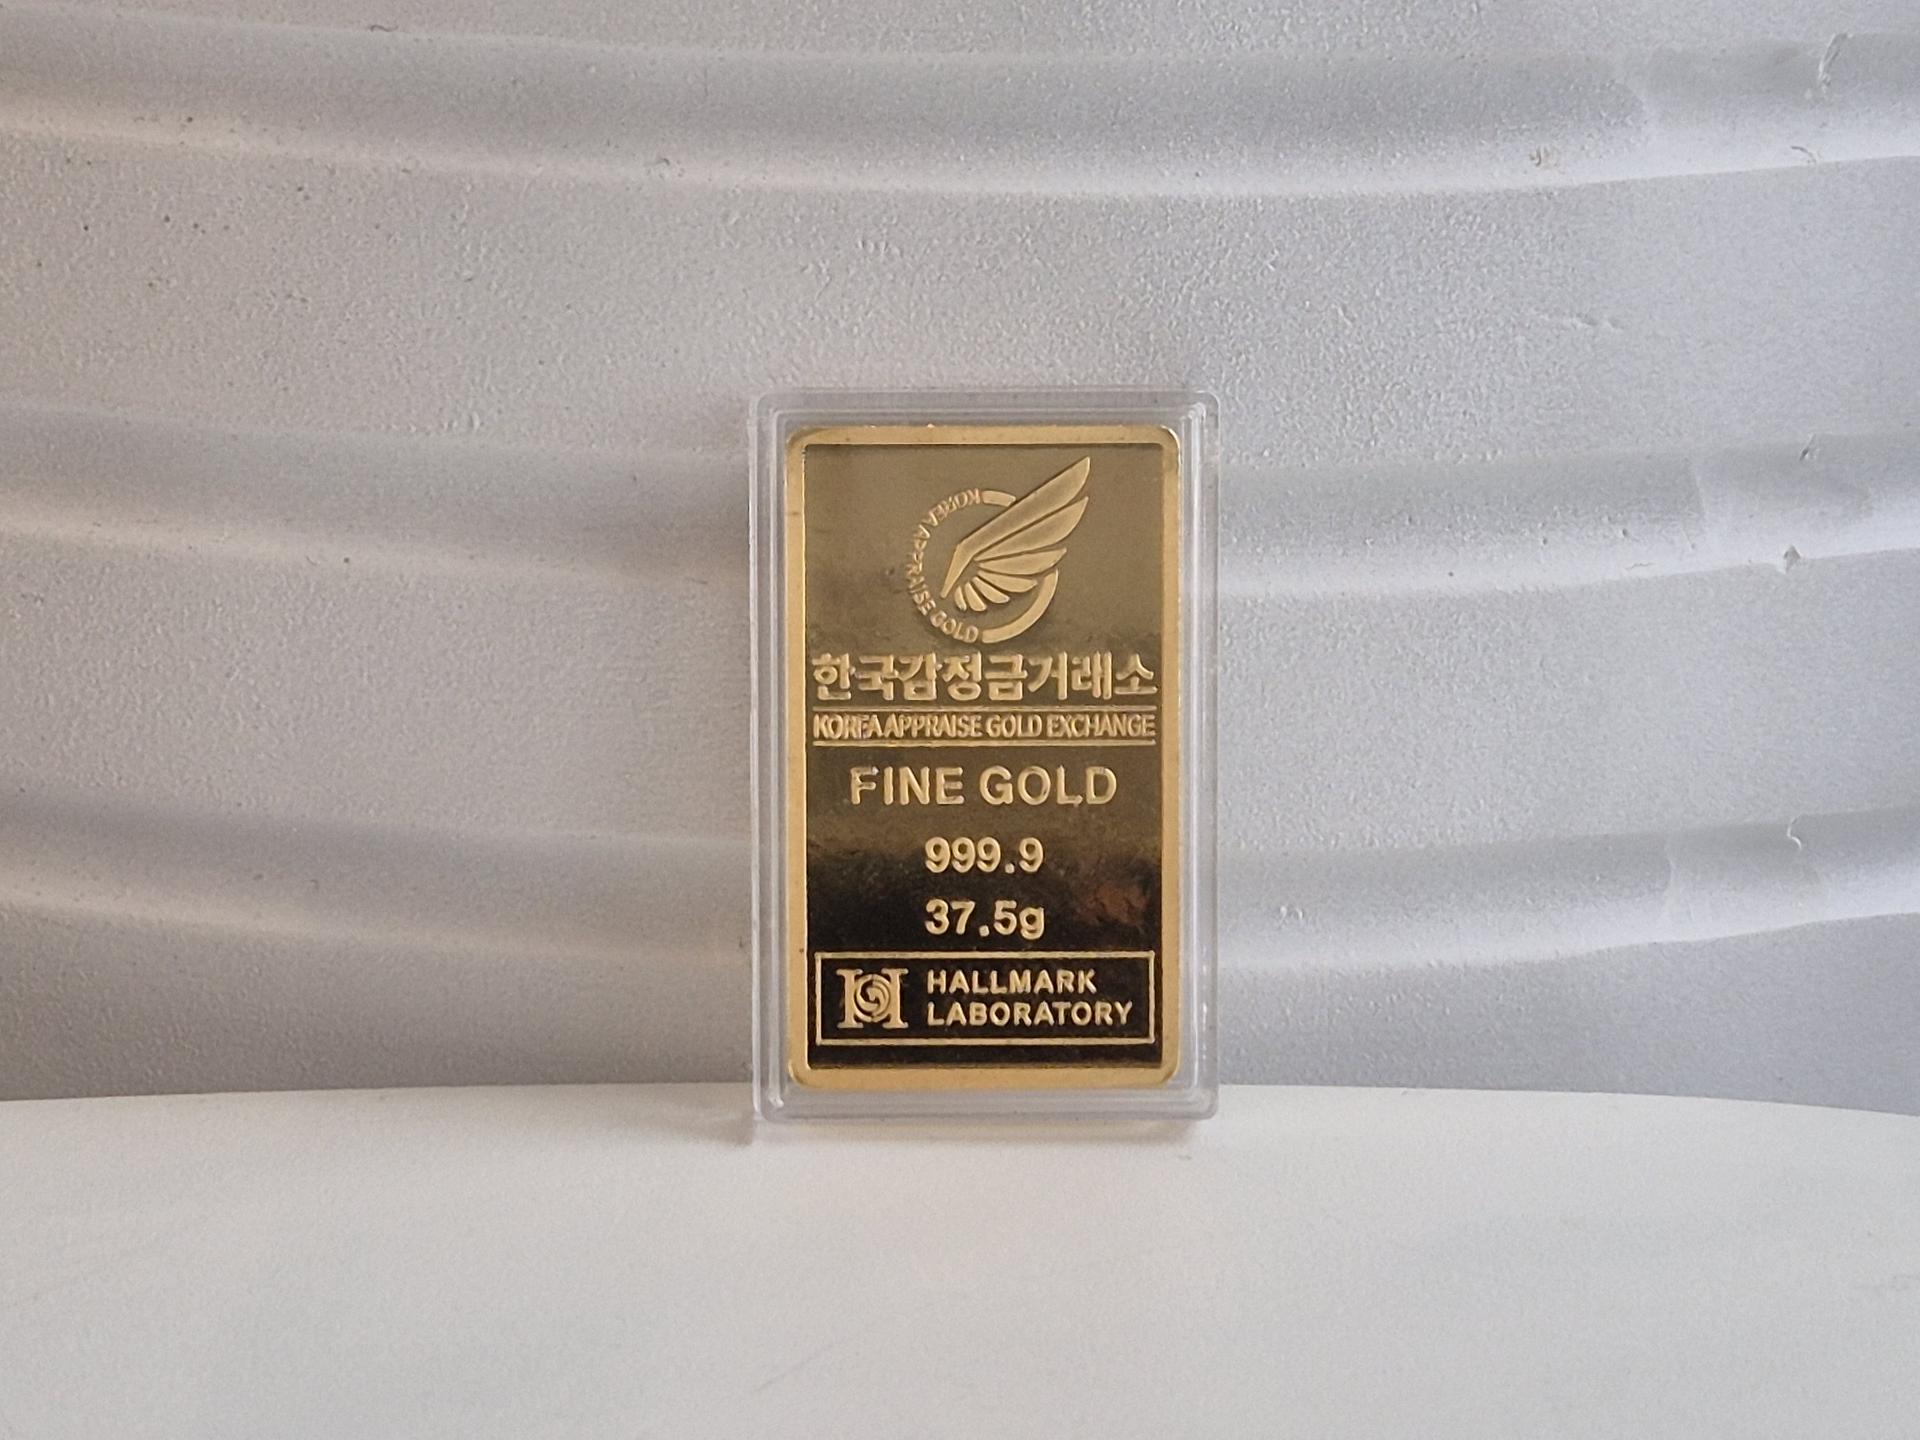 KOREA APPRAISE GOLD
한국감정금거래소
KOREA APPRAISE GOLD EXCHANGE
FINE GOLD
999.9
37.5g
HALLMARK
LABORATORY